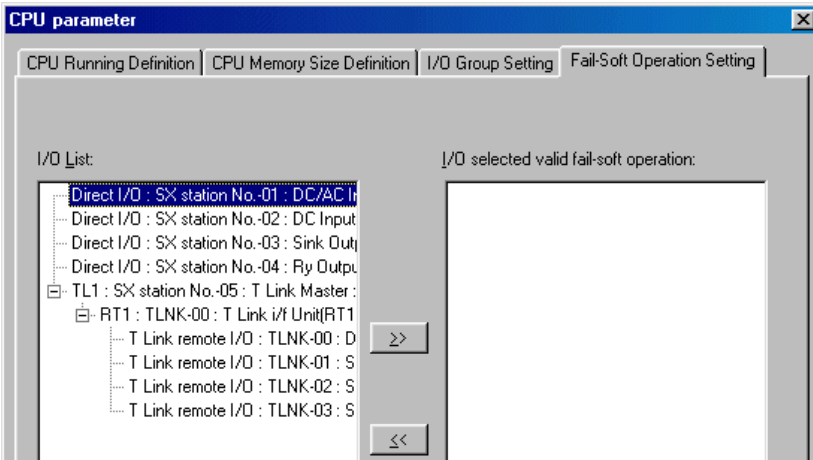 CPU parameter
CPU Running Definition CPU Memory Size Definition I/O Group Setting Fail-Soft Operation Setting
I/O List: I/O selected valid fail-soft operation:
Direct I/O : SX station No.-01 : DC/AC
Direct I/O : SX station No.-02 : DC Input
Direct I/O : SX station No.-03 : Sink
Direct I/O : SX station No.-04 : Ry
TL1 : SX station No.-05 : T Link Master :
RT1 : TLNK-00 : T Link i/f Unit(RT1
T Link remote I/O : TLNK-00 : D
>>
T Link remote I/O : TLNK-01 : S
T Link remote I/O : TLNK-02 : S
T Link remote I/O : TLNK-03 : S
<<